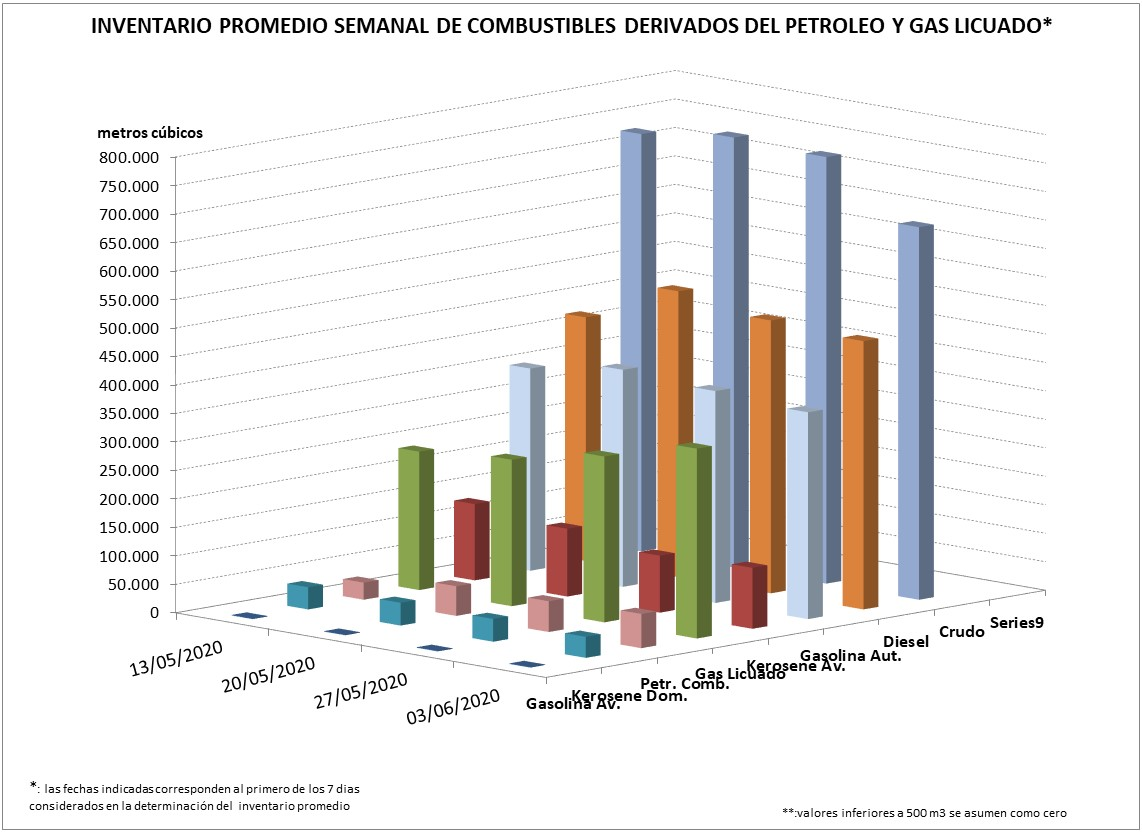 INVENTARIO PROMEDIO SEMANAL DE COMBUSTIBLES DERIVADOS DEL PETROLEO Y GAS LICUADO*
metros cúbicos
800.000
750.000
700.000
650.000
600.000
550.000
500.000
450.000
400.000
350.000
300.000
250.000
200.000
150.000
100.000
50.000
0
13/05/2020
20/05/2020
27/05/2020
03/06/2020
Gasolina Av.
Kerosene Dom.
Petr. Comb.
Gas Licuado
Kerosene Av.
Gasolina Aut.
Diesel
Crudo
Series9
*: las fechas indicadas corresponden al primero de los 7 dias
considerados en la determinación del inventario promedio
**:valores inferiores a 500 m3 se asumen como cero